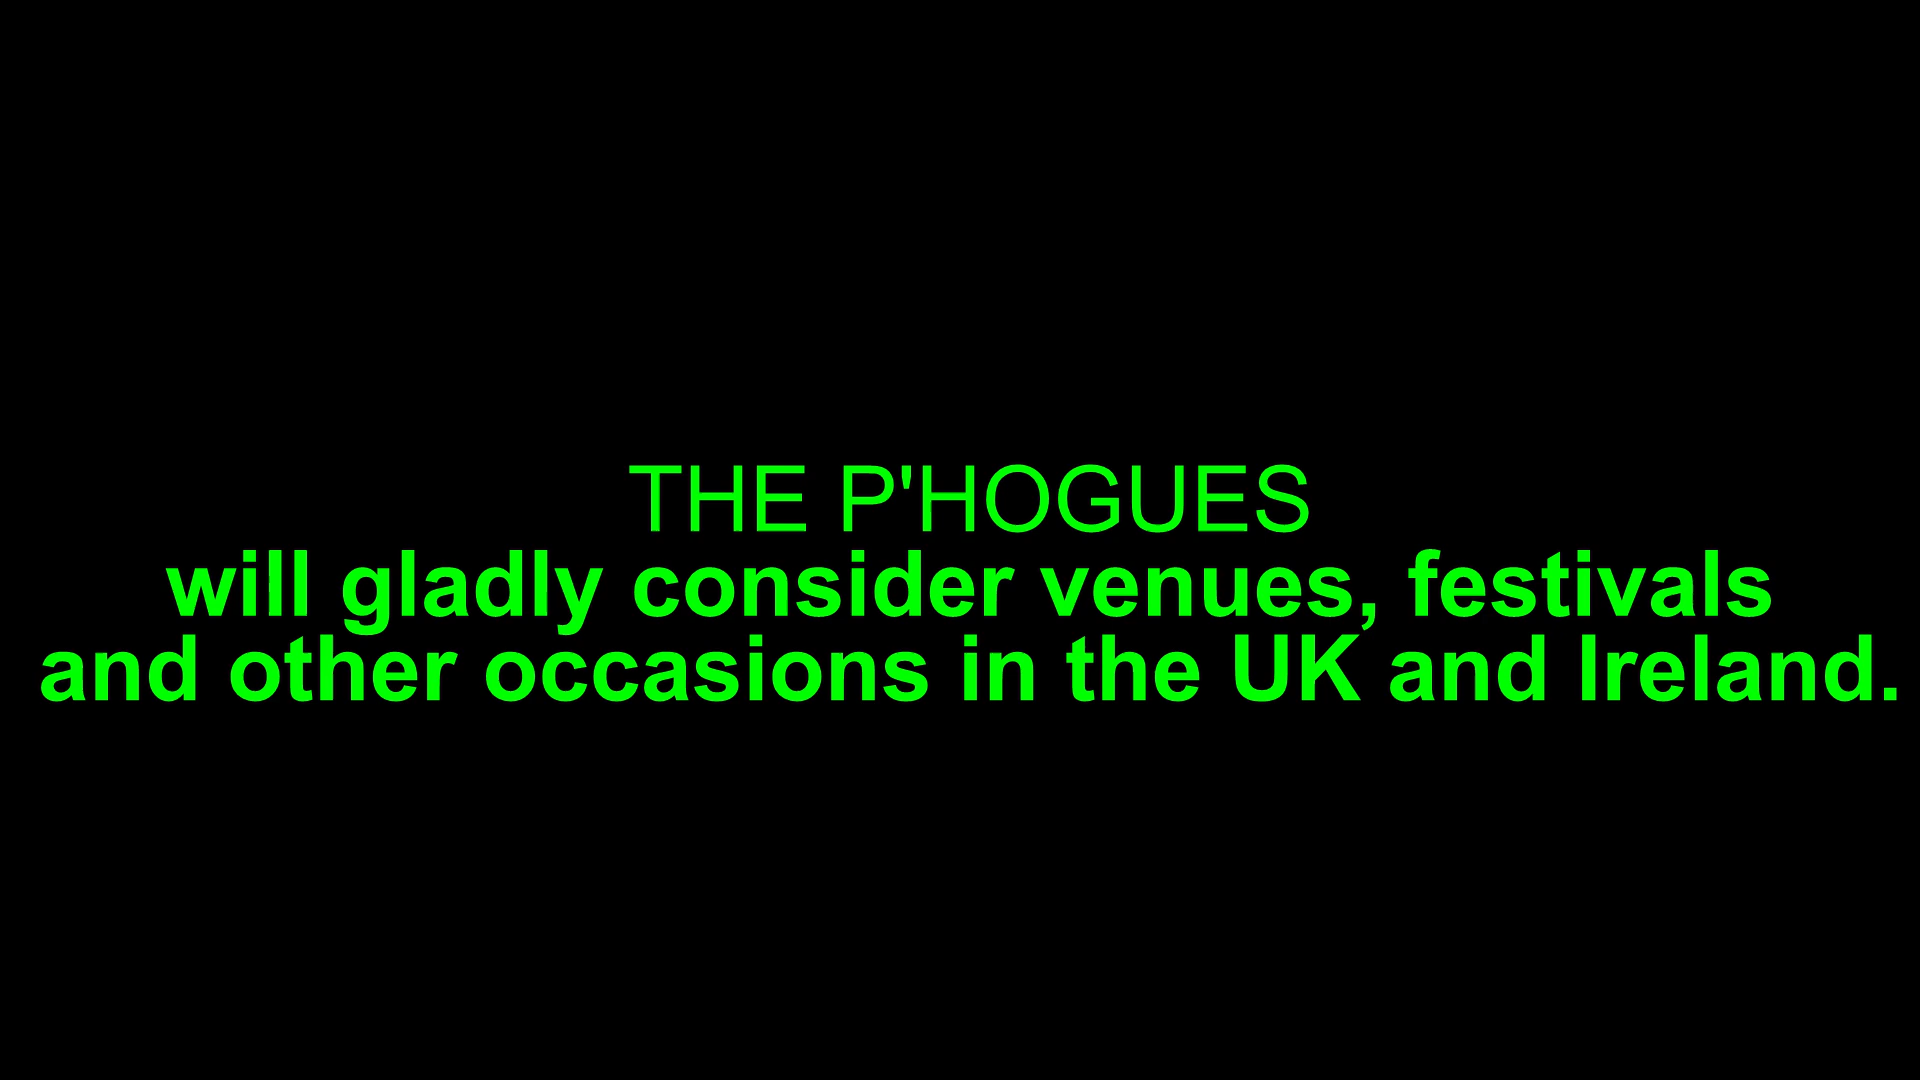 THE P'HOGUES
will gladly consider venues, festivals
and other occasions in the UK and Ireland.